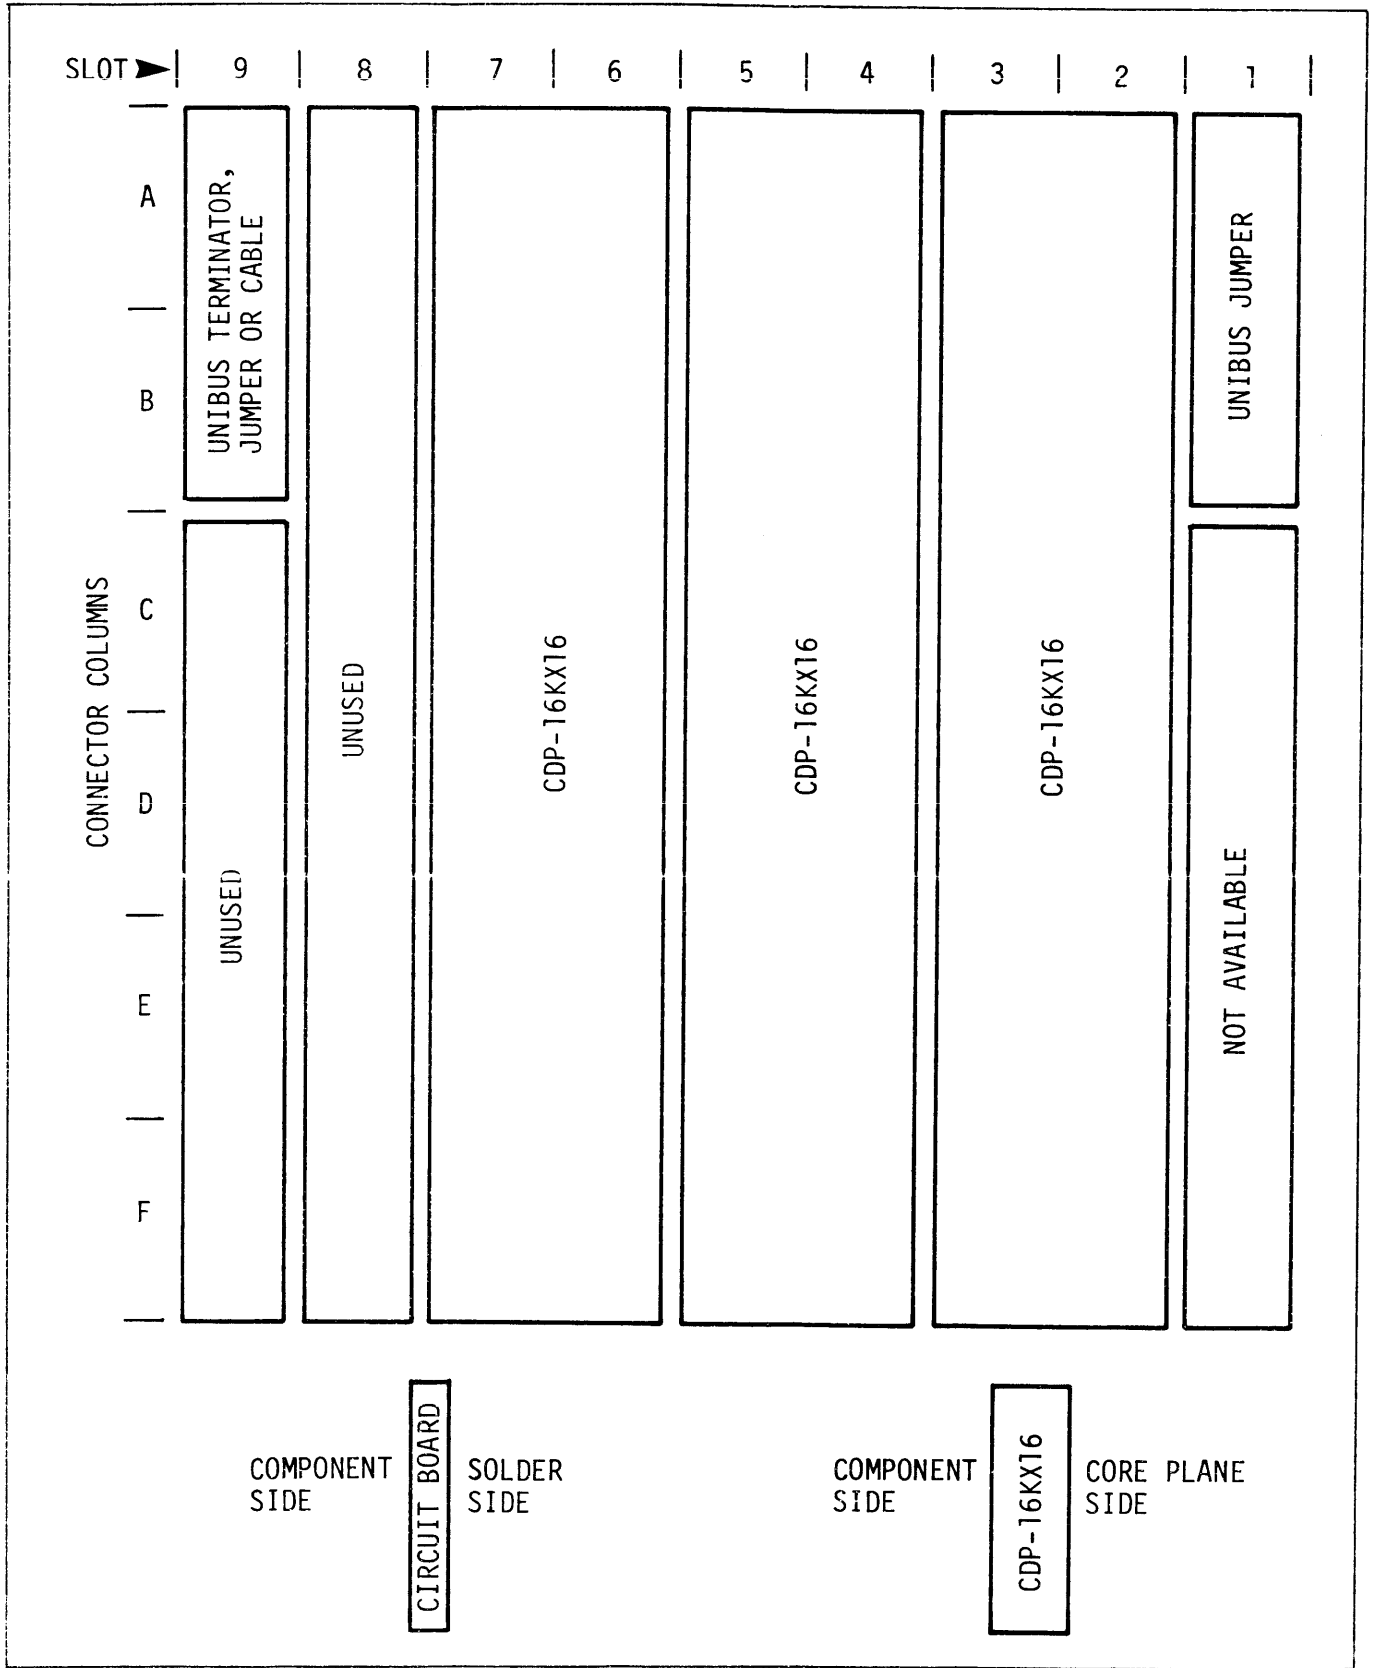 SLOT 9 8 7 6 5 4 3 2 1
A
B
C
D
E
F
CONNECTOR COLUMNS
UNIBUS TERMINATOR,
JUMPER OR CABLE
UNUSED
UNUSED
CDP-16KX16
CDP-16KX16
CDP-16KX16
UNIBUS JUMPER
NOT AVAILABLE
COMPONENT
SIDE
CIRCUIT BOARD
SOLDER
SIDE
COMPONENT
SIDE
CDP-16KX16
CORE PLANE
SIDE